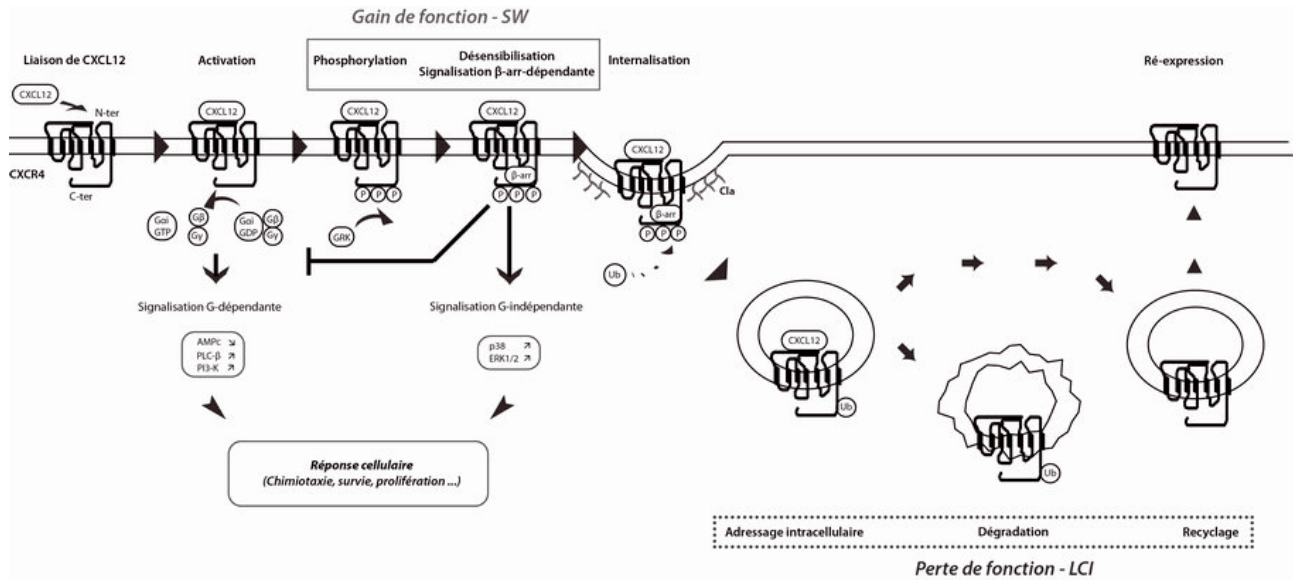 Gain de fonction - SW
Liaison de CXCL12
Activation
Phosphorylation
Désensibilisation
Signalisation β-arr-dépendante
Internalisation
Ré-expression
CXCL12
N-ter
CXCR4
C-ter
CXCL12
Gαi
GTP
Gβ
Gγ
Gαi
GDP
Gβ
Gγ
CXCL12
P P P
GRK
CXCL12
β-arr
P P P
CXCL12
Cla
β-arr
P P P
Ub
Signalisation G-dépendante
AMPc
PLC-β
PI3-K
Signalisation G-indépendante
p38
ERK1/2
Réponse cellulaire
(Chimiotaxie, survie, prolifération ...)
CXCL12
Ub
Ub
Adressage intracellulaire
Dégradation
Recyclage
Perte de fonction - LCI